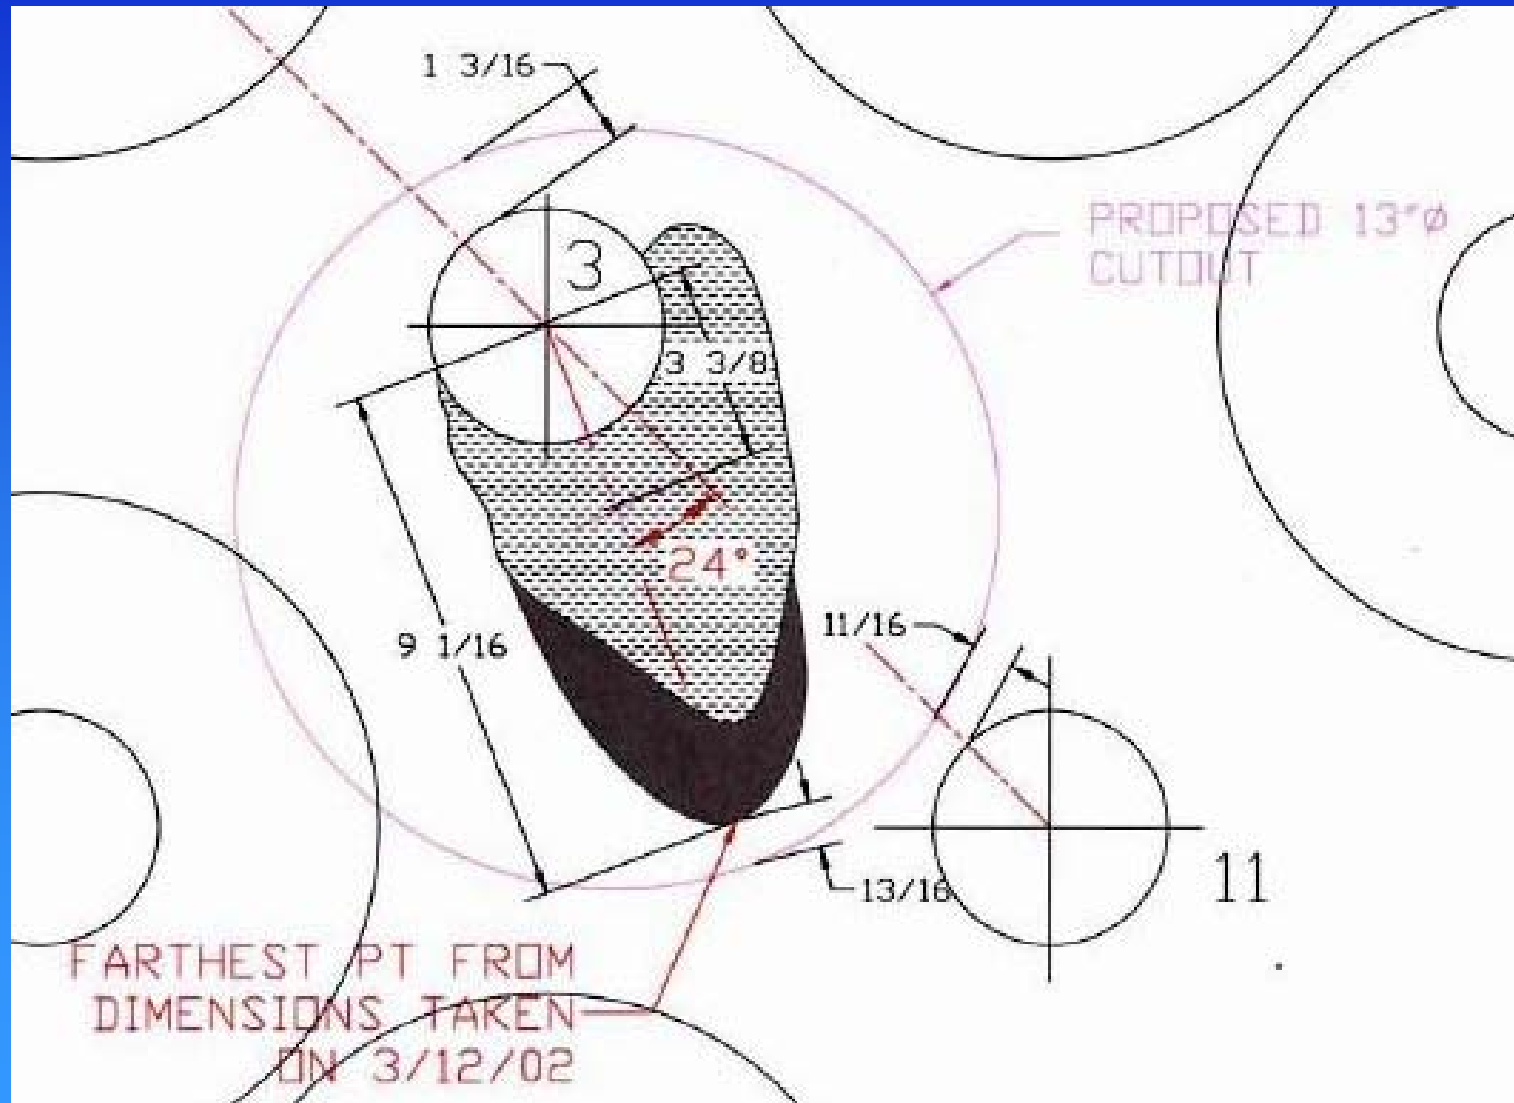 1 3/16
PROPOSED 13"Ø
CUTOUT
3
3 3/8
24°
11/16
9 1/16
13/16
11
FARTHEST PT FROM
DIMENSIONS TAKEN
ON 3/12/02